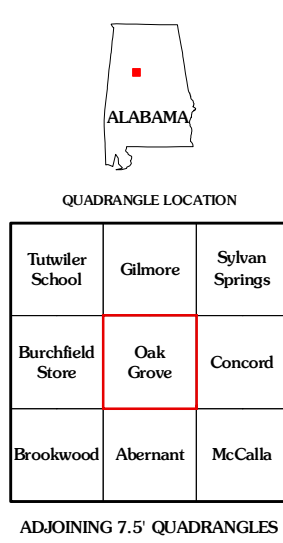 ALABAMA
QUADRANGLE LOCATION
Tutwiler
School
Gilmore
Sylvan
Springs
Burchfield
Store
Oak
Grove
Concord
Brookwood
Abernant
McCalla
ADJOINING 7.5' QUADRANGLES